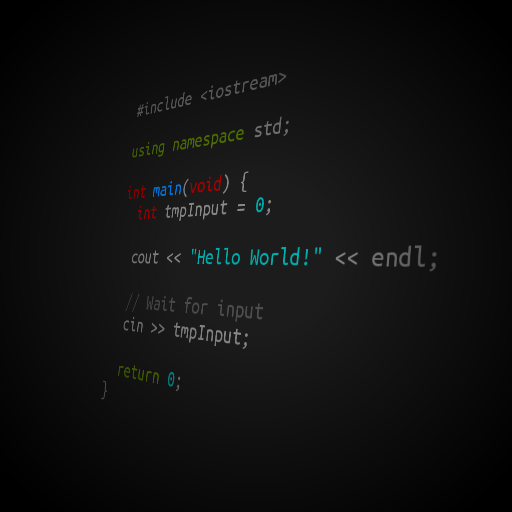 #include <iostream>
using namespace std;
int main(void) {
int tmpInput = 0;
cout << "Hello World!" << endl;
// Wait for input
cin >> tmpInput;
return 0;
}